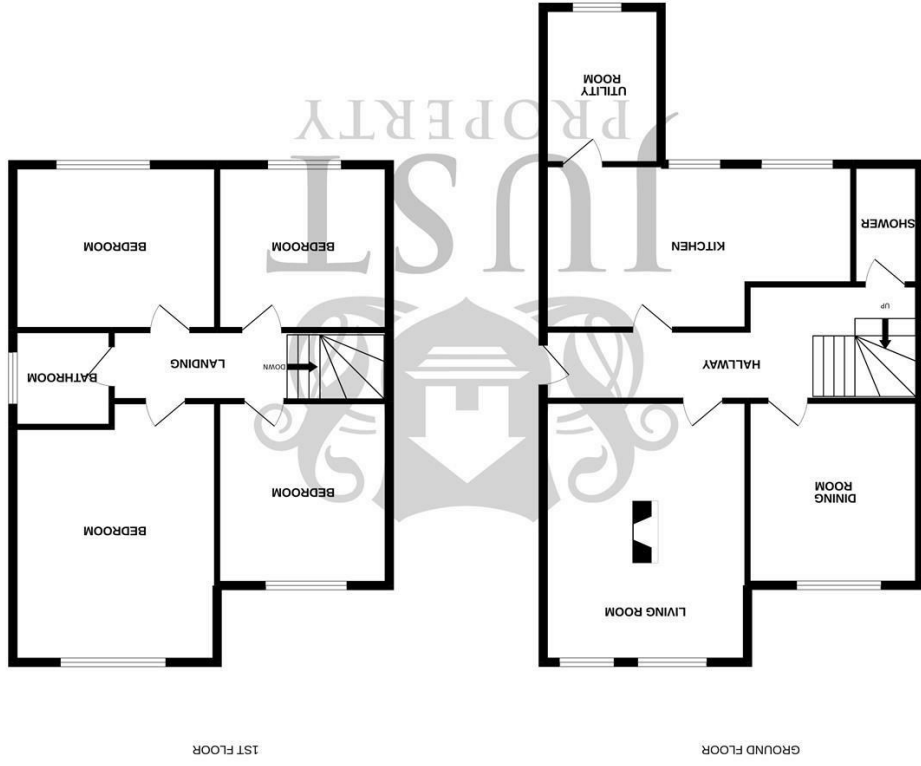 GROUND FLOOR
LIVING ROOM
DINING
ROOM
HALLWAY
UP
KITCHEN
SHOWER
UTILITY
ROOM
1ST FLOOR
BEDROOM
BEDROOM
BATHROOM
LANDING
DOWN
BEDROOM
BEDROOM
JUST
PROPERTY